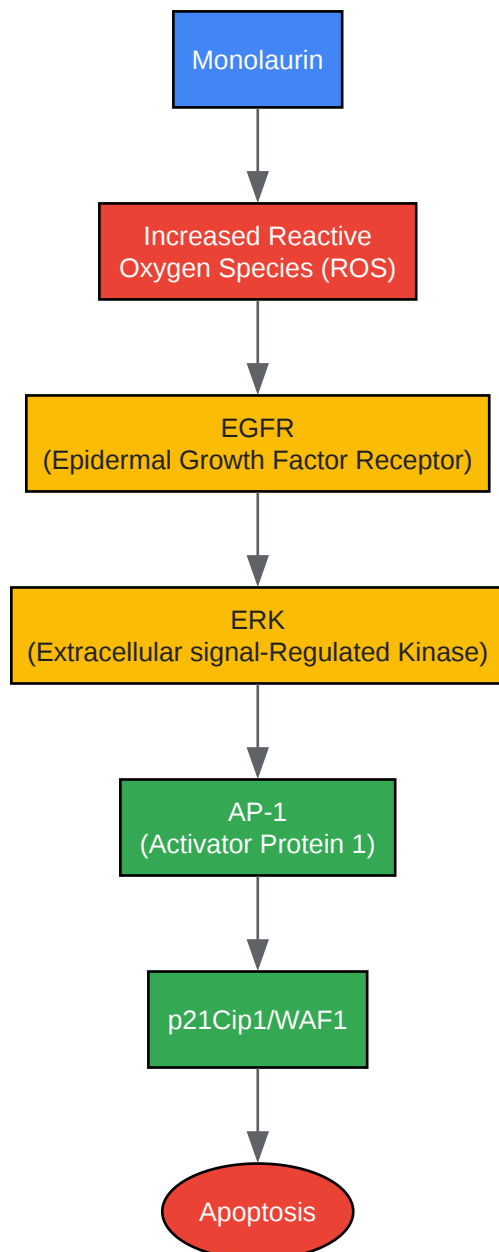 Monolaurin
Increased Reactive
Oxygen Species (ROS)
EGFR
(Epidermal Growth Factor Receptor)
ERK
(Extracellular signal-Regulated Kinase)
AP-1
(Activator Protein 1)
p21Cip1/WAF1
Apoptosis